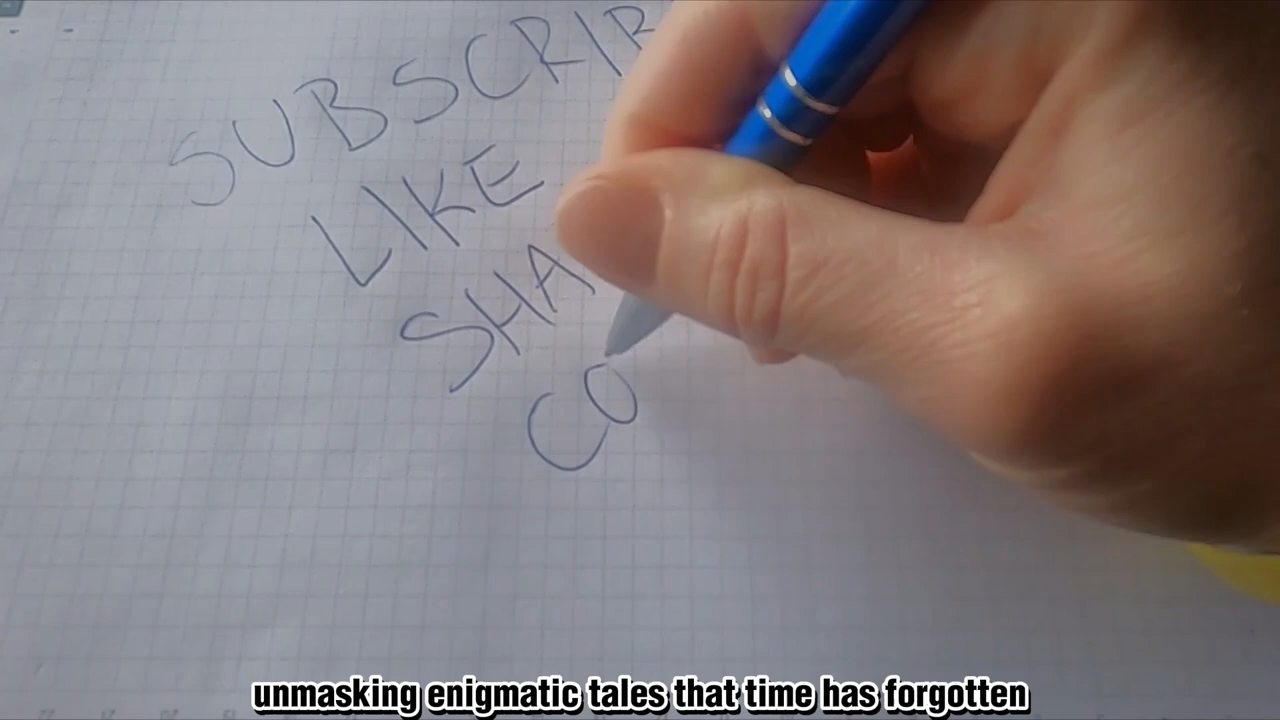 SUBSCRIB
LIKE
SHA
CO
unmasking enigmatic tales that time has forgotten